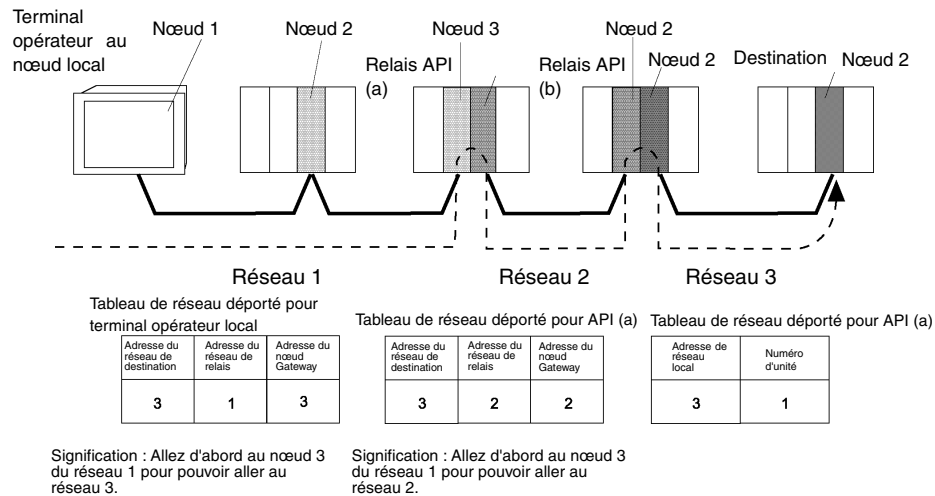 Terminal
opérateur au
nœud local
Nœud 1
Nœud 2
Nœud 3
Relais API
(a)
Nœud 2
Relais API
(b)
Nœud 2
Destination
Nœud 2
Réseau 1
Réseau 2
Réseau 3
Tableau de réseau déporté pour
terminal opérateur local
Adresse du
réseau de
destination
Adresse du
réseau de
relais
Adresse du
nœud
Gateway
3
1
3
Signification : Allez d'abord au nœud 3
du réseau 1 pour pouvoir aller au
réseau 3.
Tableau de réseau déporté pour API (a)
Adresse du
réseau de
destination
Adresse du
réseau de
relais
Adresse du
nœud
Gateway
3
2
2
Signification : Allez d'abord au nœud 3
du réseau 1 pour pouvoir aller au
réseau 2.
Tableau de réseau déporté pour API (a)
Adresse de
réseau
local
Numéro
d'unité
3
1